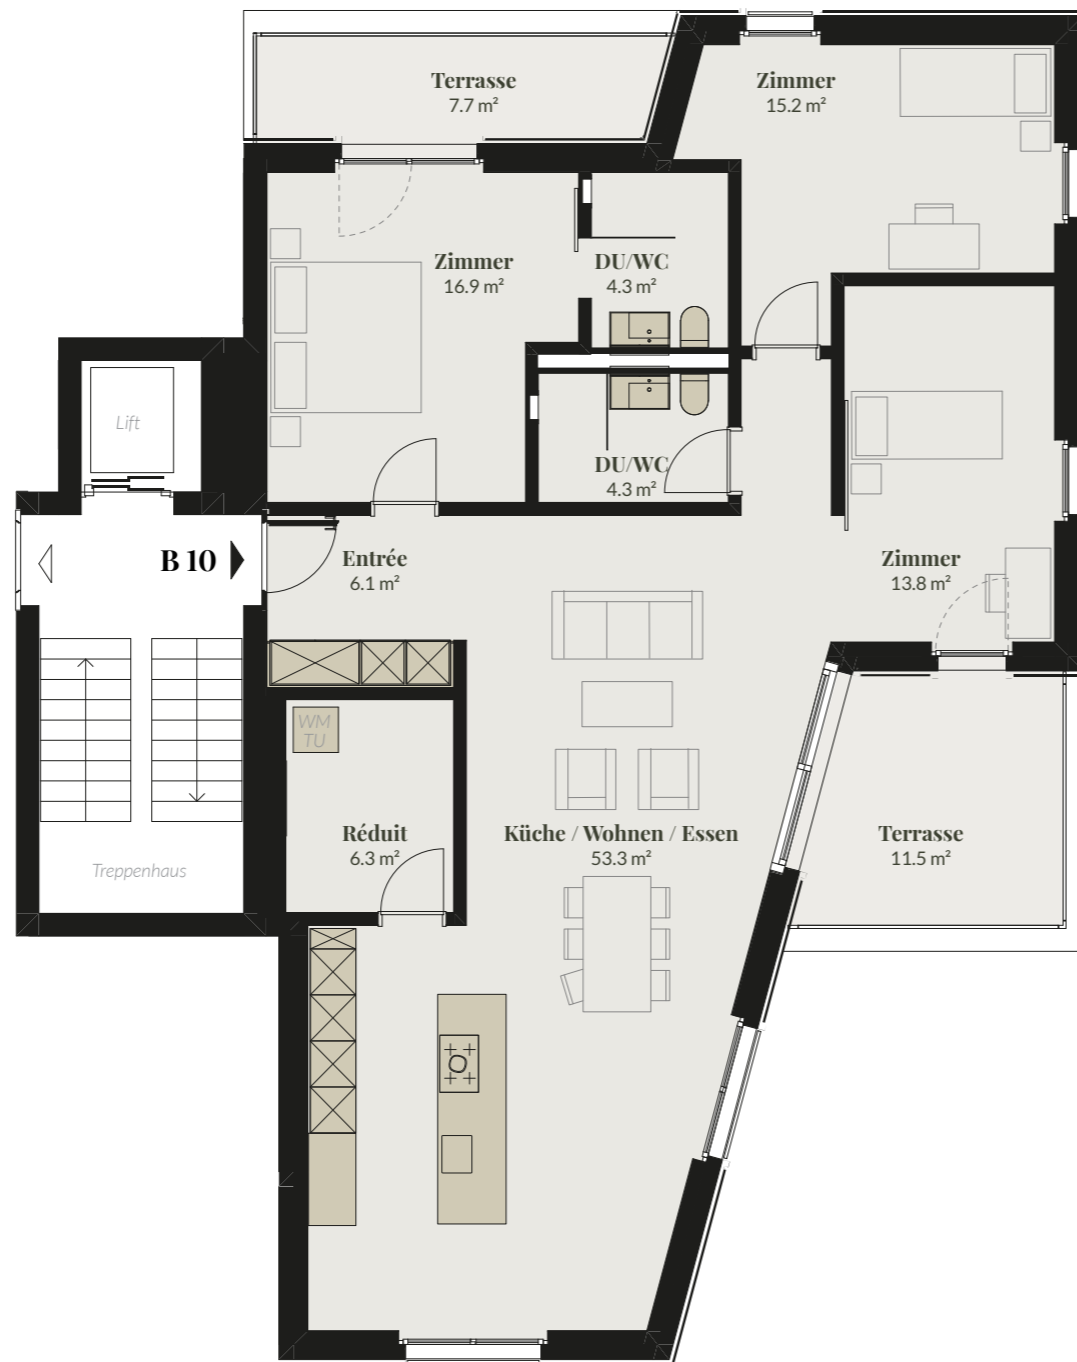 Terrasse
7.7 m²
Zimmer
15.2 m²
Zimmer
16.9 m²
DU/WC
4.3 m²
Lift
DU/WC
4.3 m²
B 10
Entrée
6.1 m²
Zimmer
13.8 m²
WM
TU
Réduit
6.3 m²
Küche / Wohnen / Essen
53.3 m²
Terrasse
11.5 m²
Treppenhaus